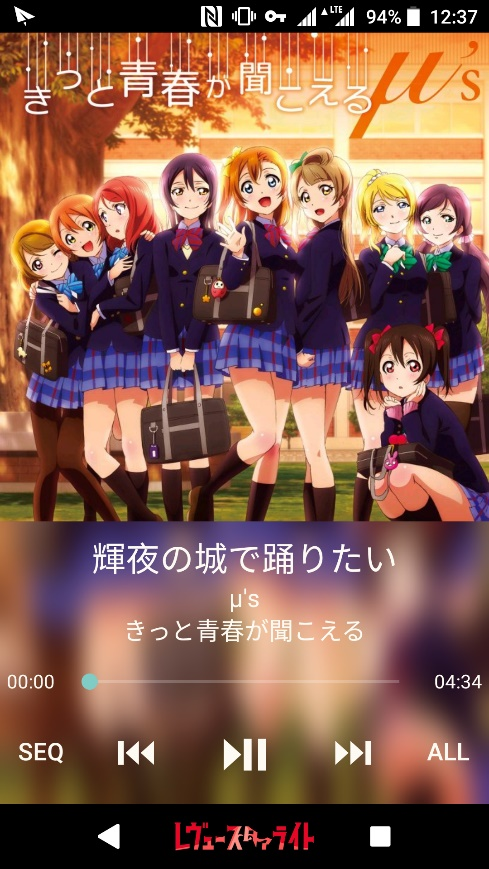 LTE 94% 12:37
きっと青春が聞こえる
μ's
輝夜の城で踊りたい
μ's
きっと青春が聞こえる
00:00 04:34
SEQ ALL
レヴュースタァライト